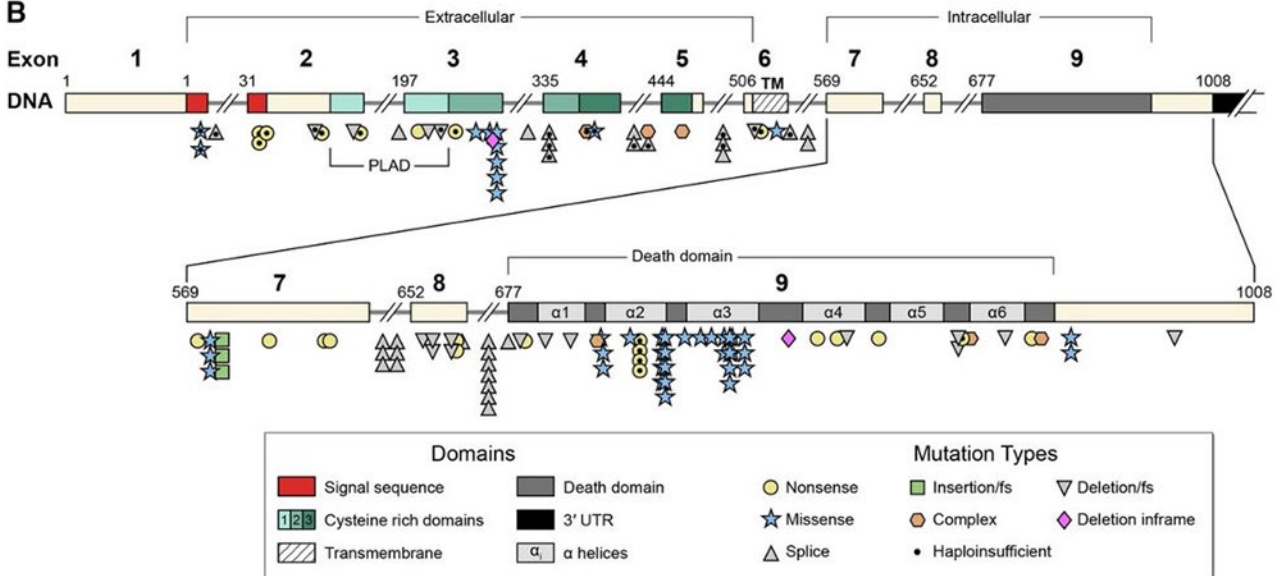 B
Extracellular
Intracellular
Exon 1 2 3 4 5 6 7 8 9
1 1 31 197 335 444 506 TM 569 652 677 1008
DNA
PLAD
Death domain
569 7 652 8 677 9 1008
α1 α2 α3 α4 α5 α6
Domains Mutation Types
Signal sequence Death domain Nonsense Insertion/fs Deletion/fs
1 2 3 Cysteine rich domains 3′ UTR Missense Complex Deletion inframe
Transmembrane αi α helices Splice Haploinsufficient